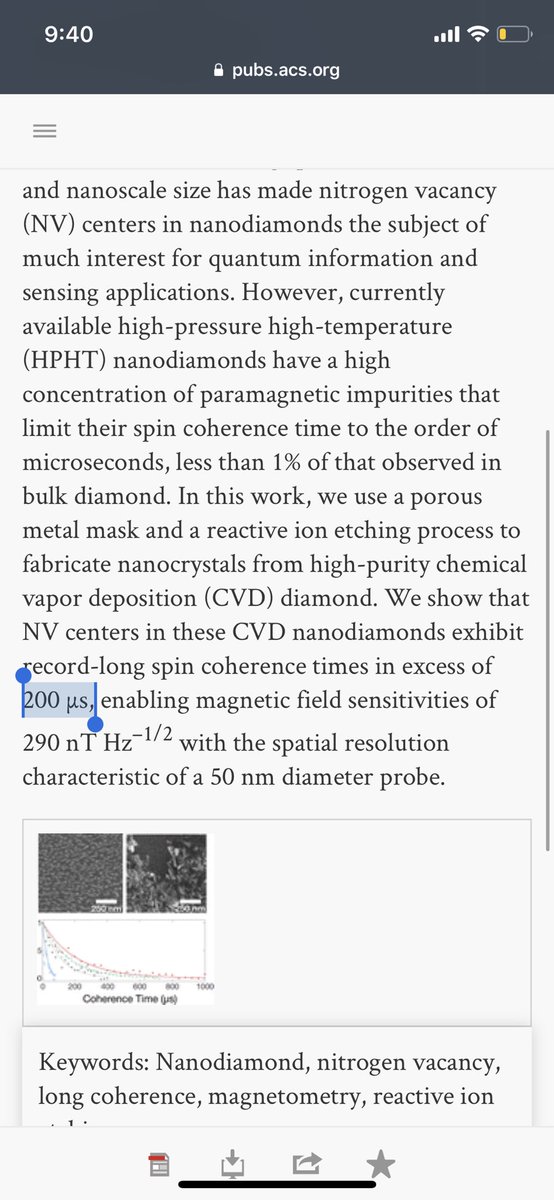 9:40
pubs.acs.org
and nanoscale size has made nitrogen vacancy
(NV) centers in nanodiamonds the subject of
much interest for quantum information and
sensing applications. However, currently
available high-pressure high-temperature
(HPHT) nanodiamonds have a high
concentration of paramagnetic impurities that
limit their spin coherence time to the order of
microseconds, less than 1% of that observed in
bulk diamond. In this work, we use a porous
metal mask and a reactive ion etching process to
fabricate nanocrystals from high-purity chemical
vapor deposition (CVD) diamond. We show that
NV centers in these CVD nanodiamonds exhibit
record-long spin coherence times in excess of
200 μs, enabling magnetic field sensitivities of
290 nT Hz⁻¹/² with the spatial resolution
characteristic of a 50 nm diameter probe.
250 nm
0 200 400 600 800 1000
Coherence Time (μs)
Keywords: Nanodiamond, nitrogen vacancy,
long coherence, magnetometry, reactive ion